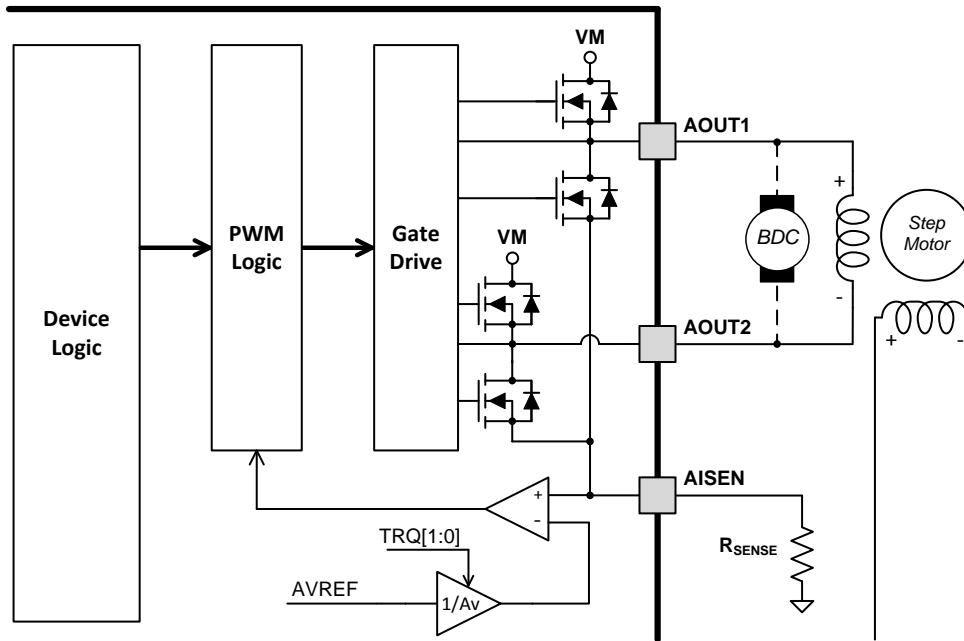 VM
AOUT1
PWM
Logic
Gate
Drive
VM
Device
Logic
+
BDC
Step
Motor
-
AOUT2
+ -
AISEN
+
-
TRQ[1:0]
RSENSE
AVREF
1/Av